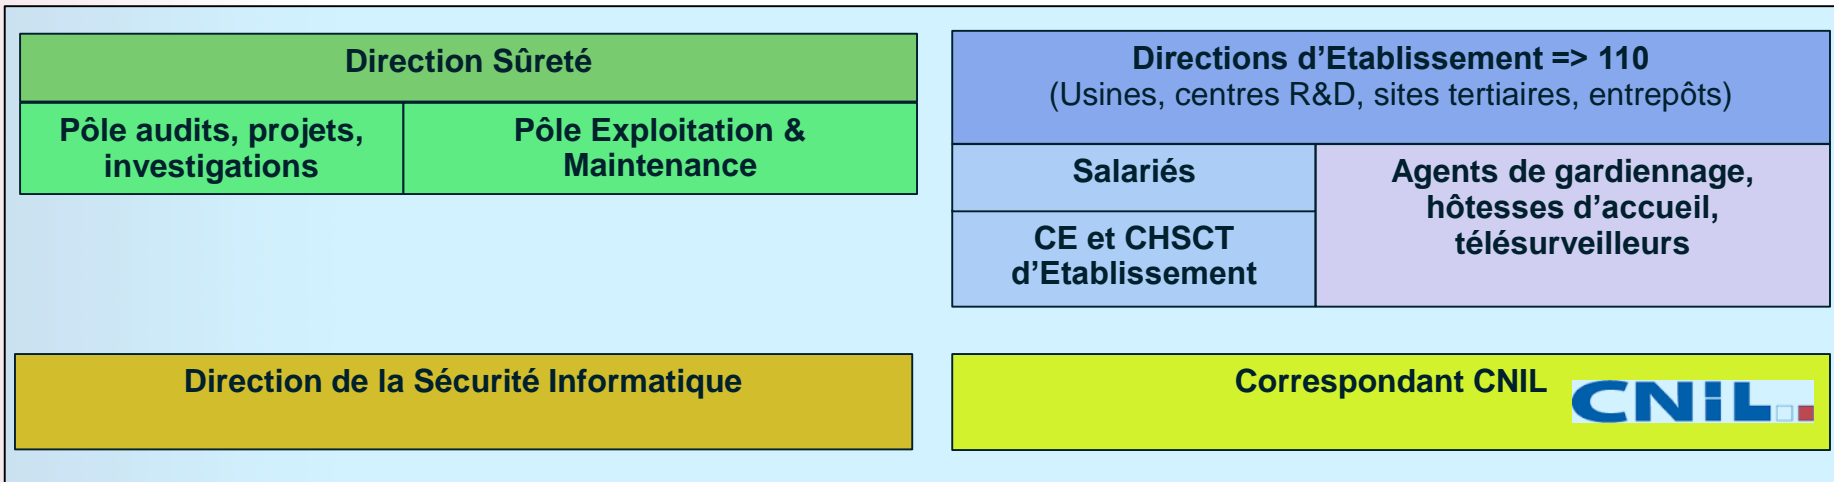 Direction Sûreté
Pôle audits, projets,
investigations
Pôle Exploitation &
Maintenance
Directions d’Etablissement => 110
(Usines, centres R&D, sites tertiaires, entrepôts)
Salariés
CE et CHSCT
d’Etablissement
Agents de gardiennage,
hôtesses d’accueil,
télésurveilleurs
Direction de la Sécurité Informatique
Correspondant CNIL
CNiL